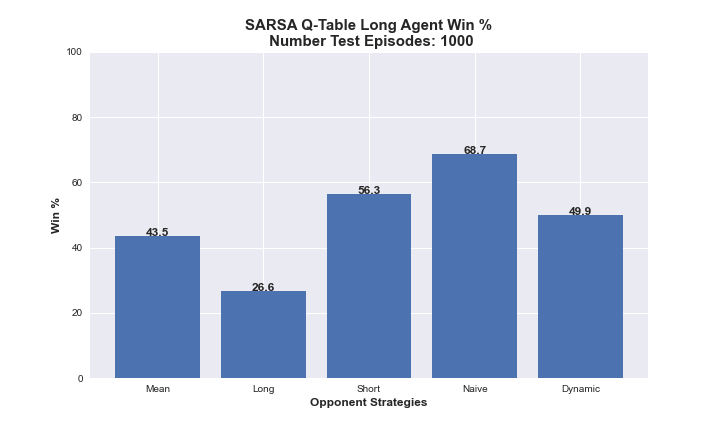 SARSA Q-Table Long Agent Win %
Number Test Episodes: 1000
100
80
60
40
20
0
Win %
43.5
26.6
56.3
68.7
49.9
Mean Long Short Naive Dynamic
Opponent Strategies